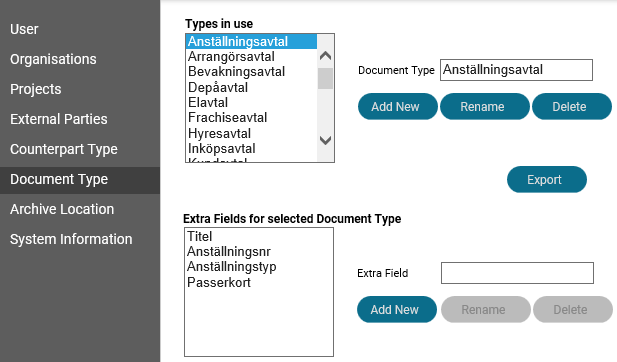 User
Organisations
Projects
External Parties
Counterpart Type
Document Type
Archive Location
System Information
Types in use
Anställningsavtal
Arrangörsavtal
Bevakningsavtal
Depåavtal
Elavtal
Frachiseavtal
Hyresavtal
Inköpsavtal
Kundavtal
Document Type Anställningsavtal
Add New Rename Delete
Export
Extra Fields for selected Document Type
Titel
Anställningsnr
Anställningstyp
Passerkort
Extra Field
Add New Rename Delete